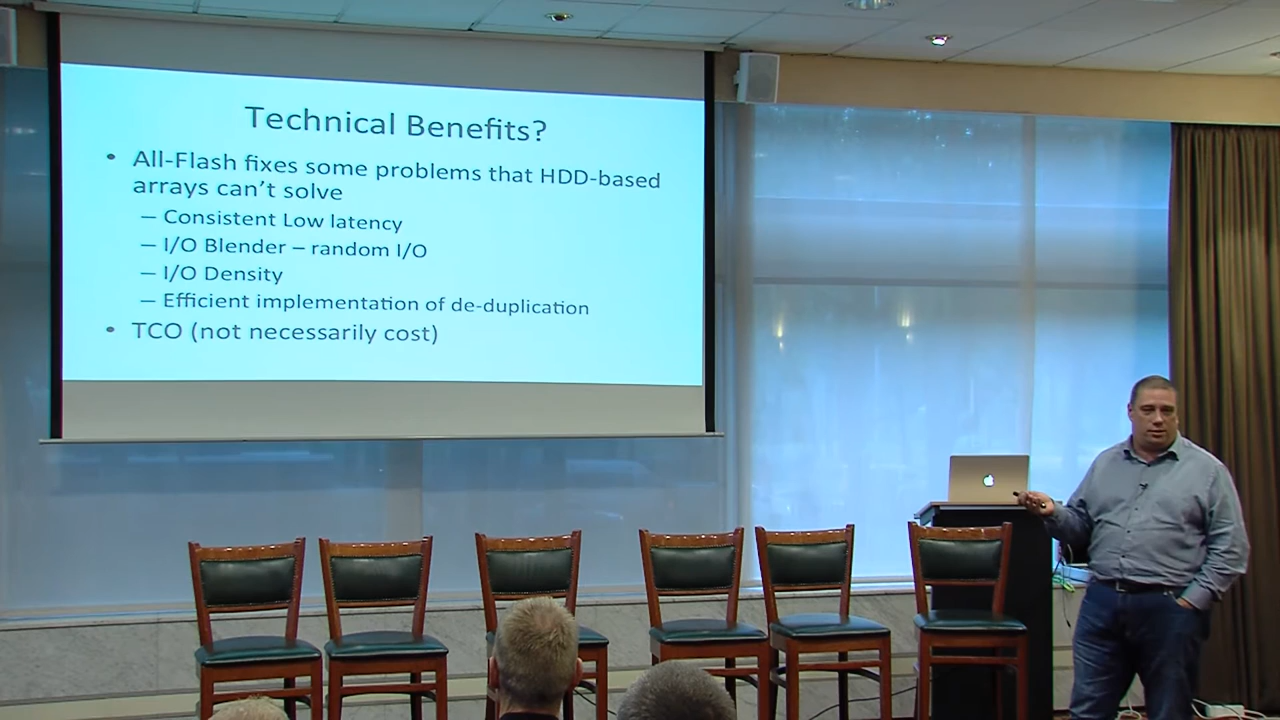 Technical Benefits?
• All-Flash fixes some problems that HDD-based
arrays can't solve
– Consistent Low latency
– I/O Blender – random I/O
– I/O Density
– Efficient implementation of de-duplication
• TCO (not necessarily cost)